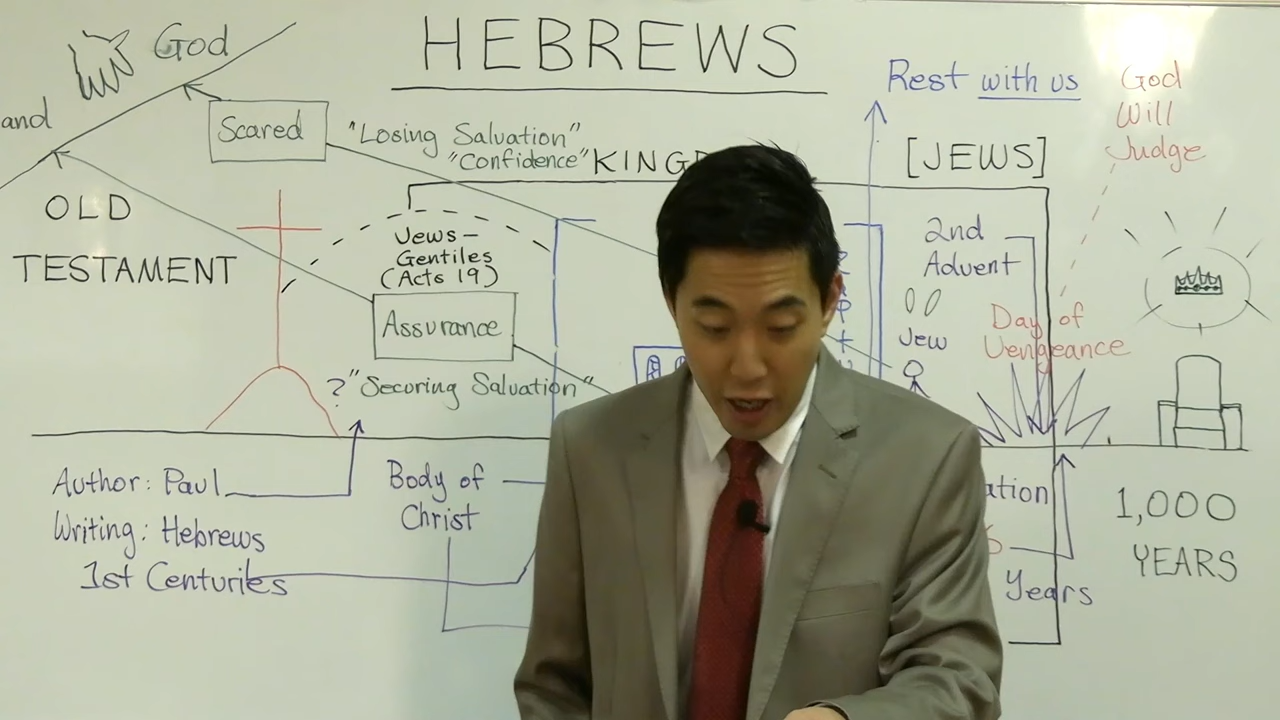 HEBREWS
God
and
Scared
"Losing Salvation"
"Confidence"
Rest with us
God
Will
Judge
[JEWS]
OLD
TESTAMENT
Jews-
Gentiles
(Acts 19)
Assurance
?"Securing Salvation"
2nd
Advent
Jew
Day of
Vengeance
Author: Paul
Writing: Hebrews
1st Centuries
Body of
Christ
Years
1,000
YEARS